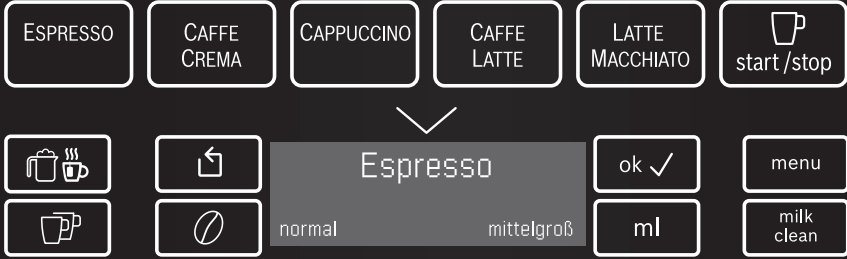 ESPRESSO
CAFFE
CREMA
CAPPUCCINO
CAFFE
LATTE
LATTE
MACCHIATO
start/stop
Espresso
normal mittelgroß
ok
menu
ml
milk
clean